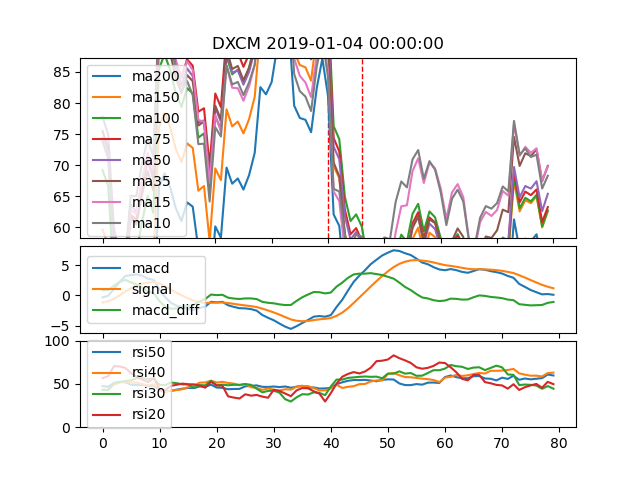 DXCM 2019-01-04 00:00:00
85
80
75
70
65
60
ma200
ma150
ma100
ma75
ma50
ma35
ma15
ma10
5
0
−5
macd
signal
macd_diff
100
50
0
rsi50
rsi40
rsi30
rsi20
0 10 20 30 40 50 60 70 80